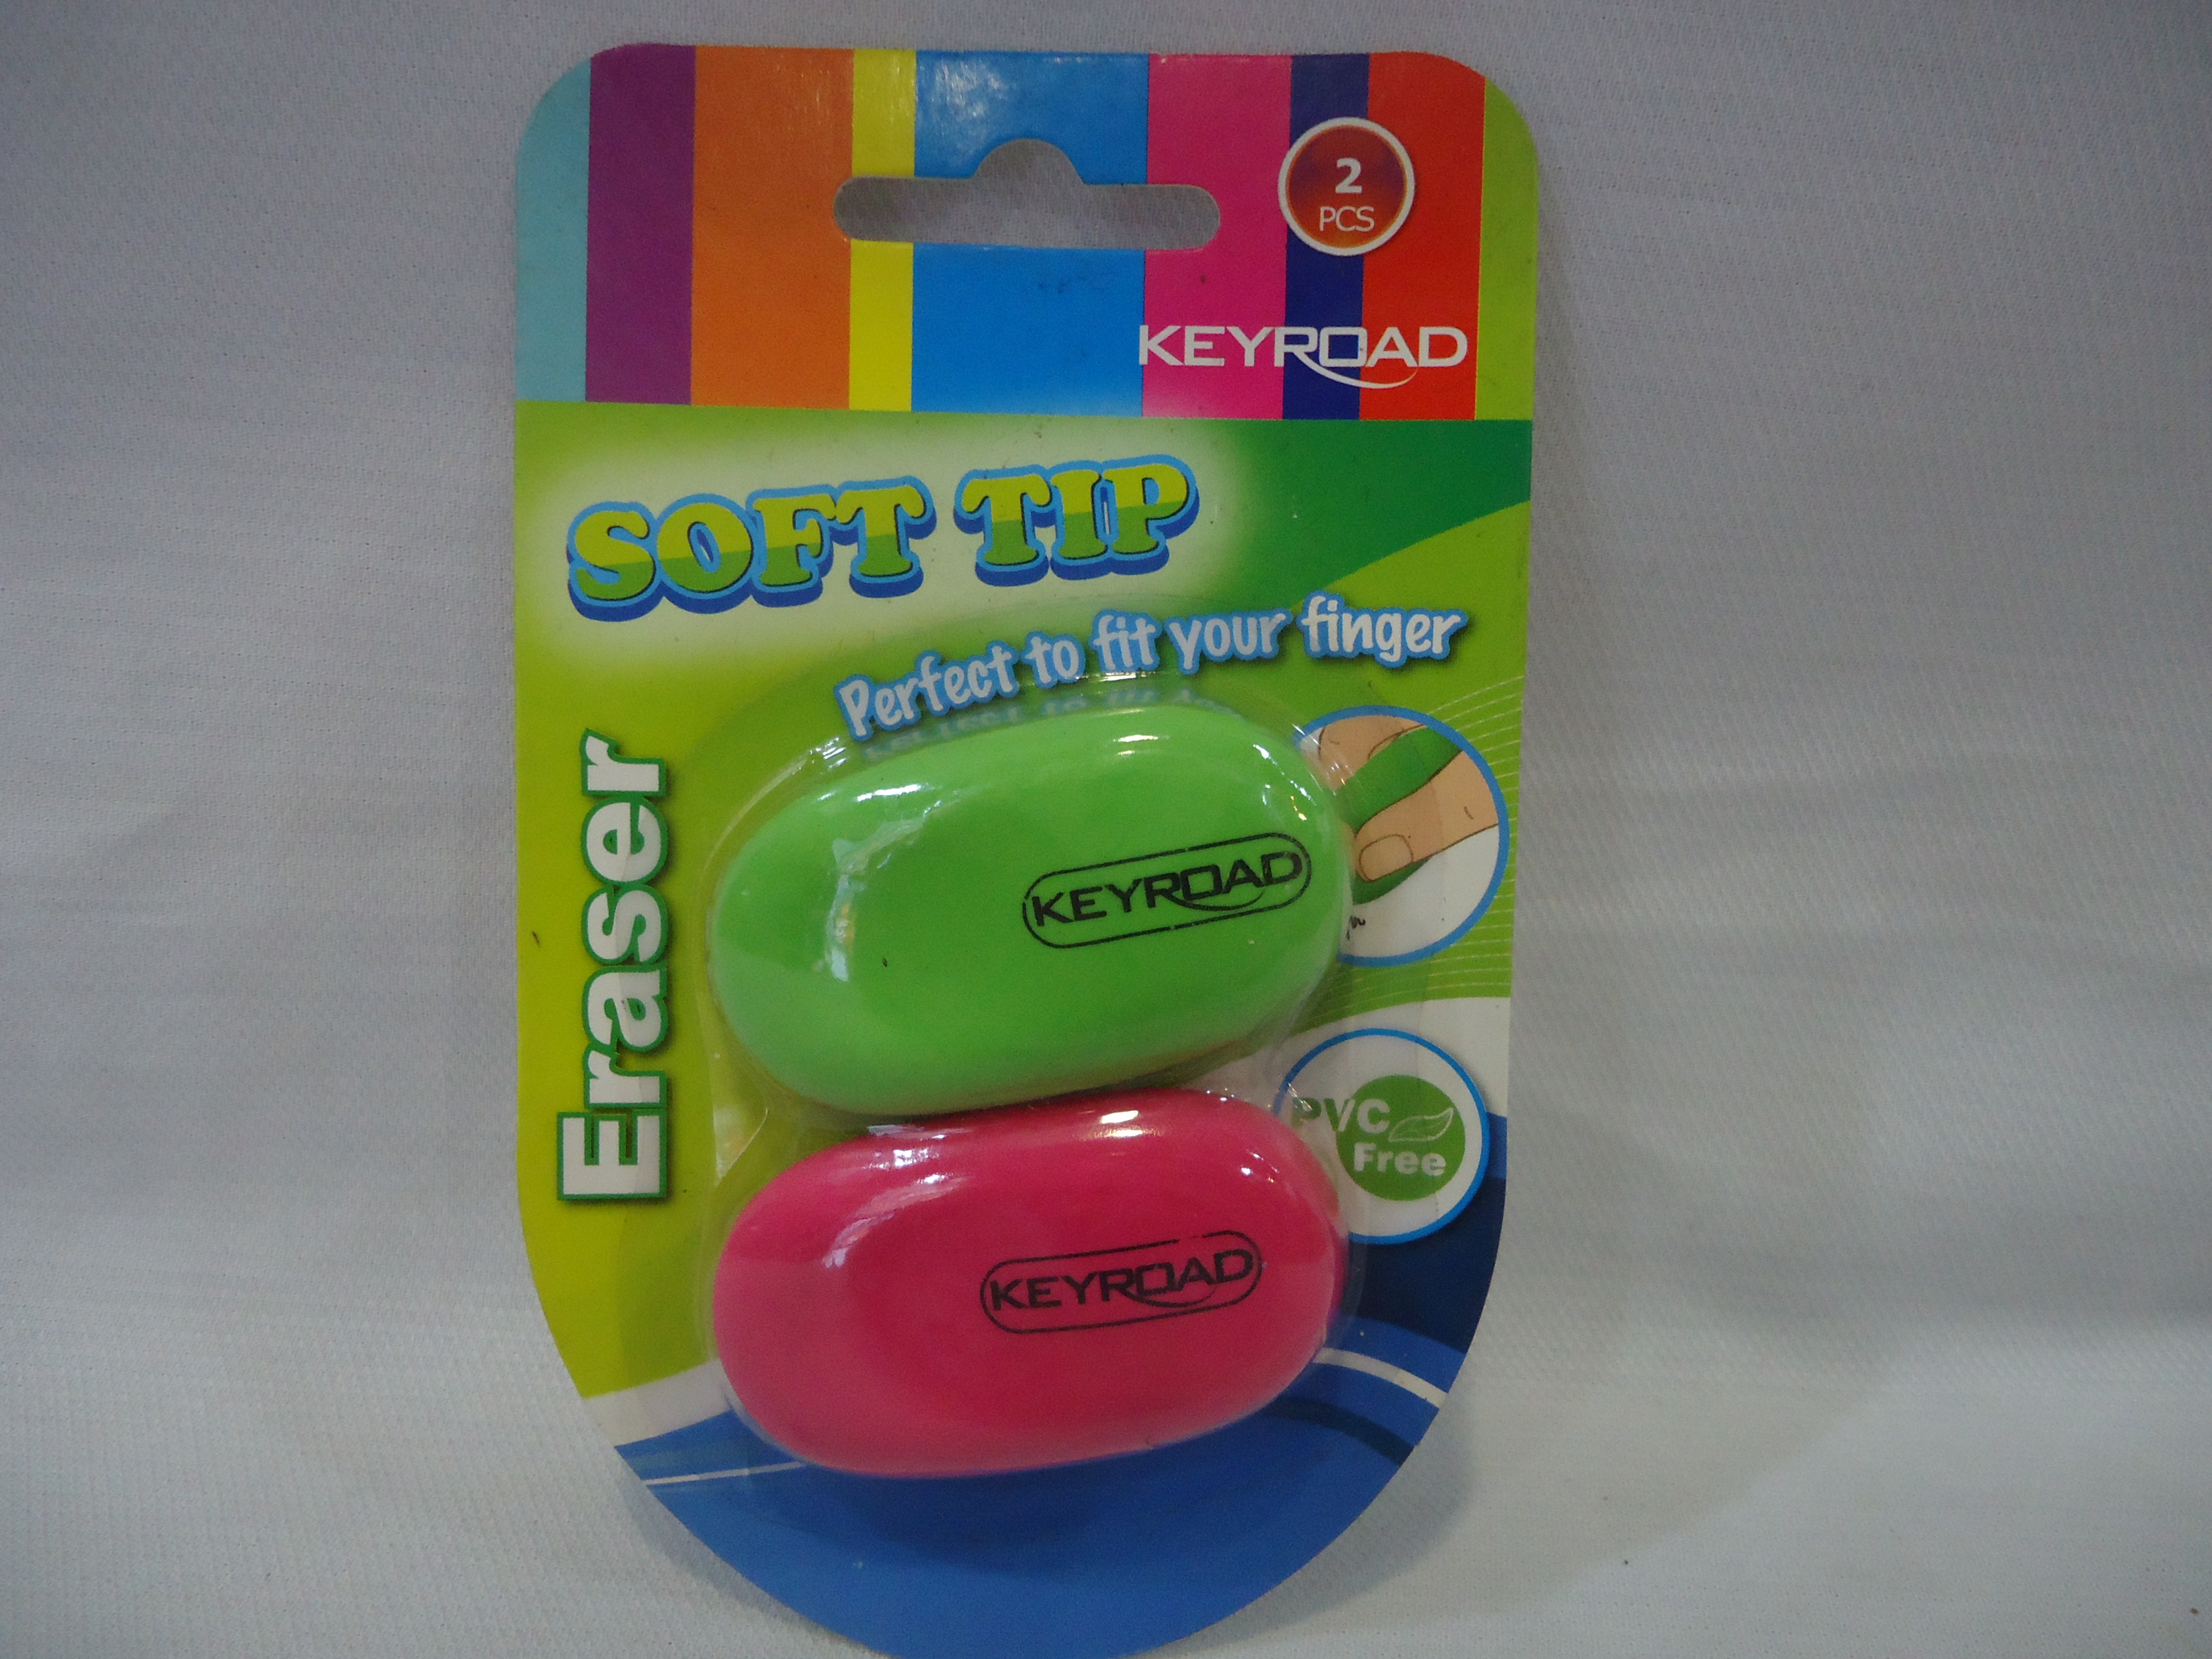 2
PCS
KEYROAD
SOFT TIP
Perfect to fit your finger
Eraser
KEYROAD
PVC
Free
KEYROAD